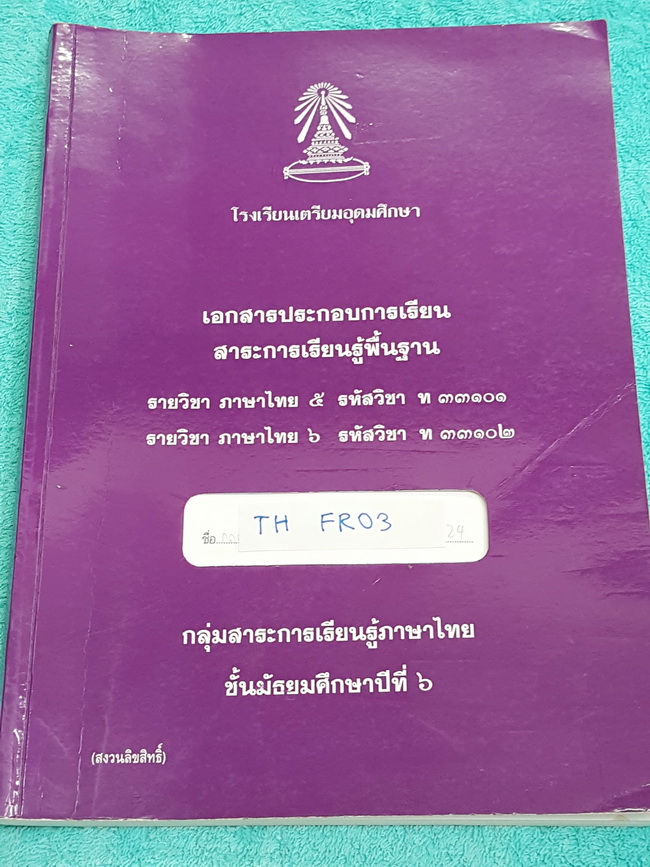 โรงเรียนเตรียมอุดมศึกษา
เอกสารประกอบการเรียน
สาระการเรียนรู้พื้นฐาน
รายวิชา ภาษาไทย ๕ รหัสวิชา ท ๓๓๑๐๑
รายวิชา ภาษาไทย ๖ รหัสวิชา ท ๓๓๑๐๒
ชื่อ TH FR03 24
กลุ่มสาระการเรียนรู้ภาษาไทย
ชั้นมัธยมศึกษาปีที่ ๖
(สงวนลิขสิทธิ์)